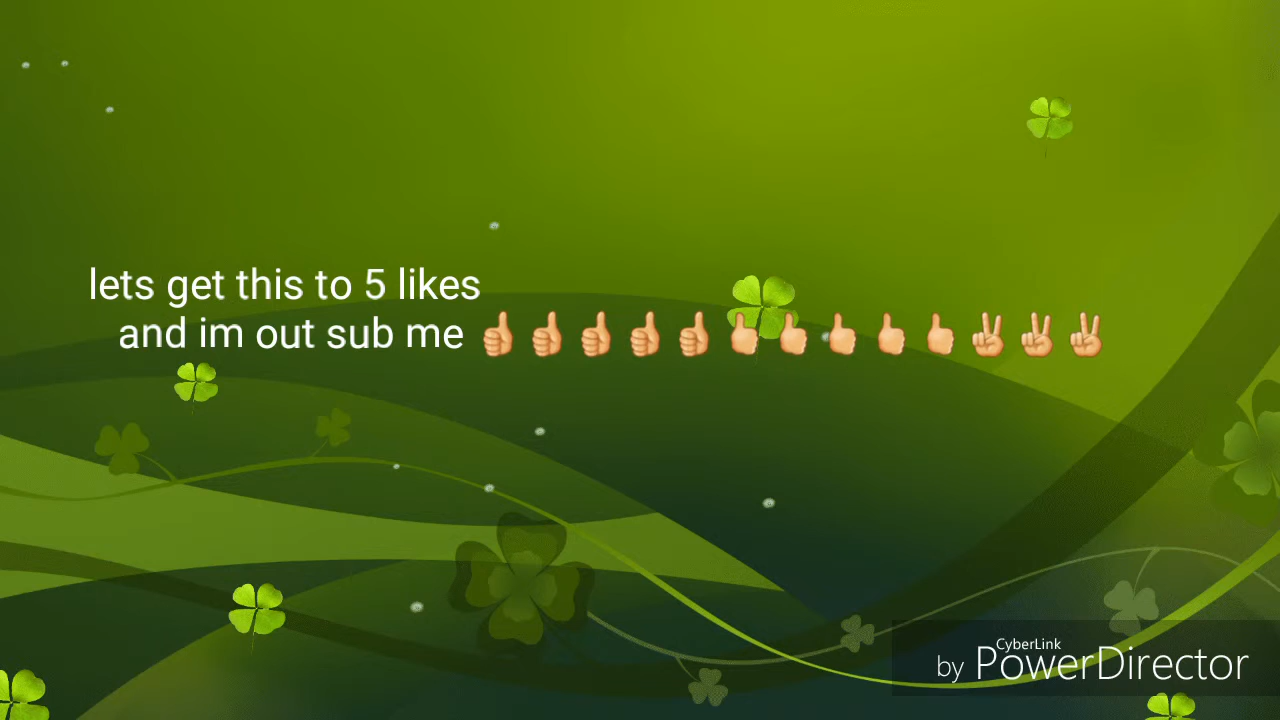 lets get this to 5 likes
and im out sub me 👍👍👍👍👍👍👍👍👍👍✌✌✌
CyberLink
by PowerDirector